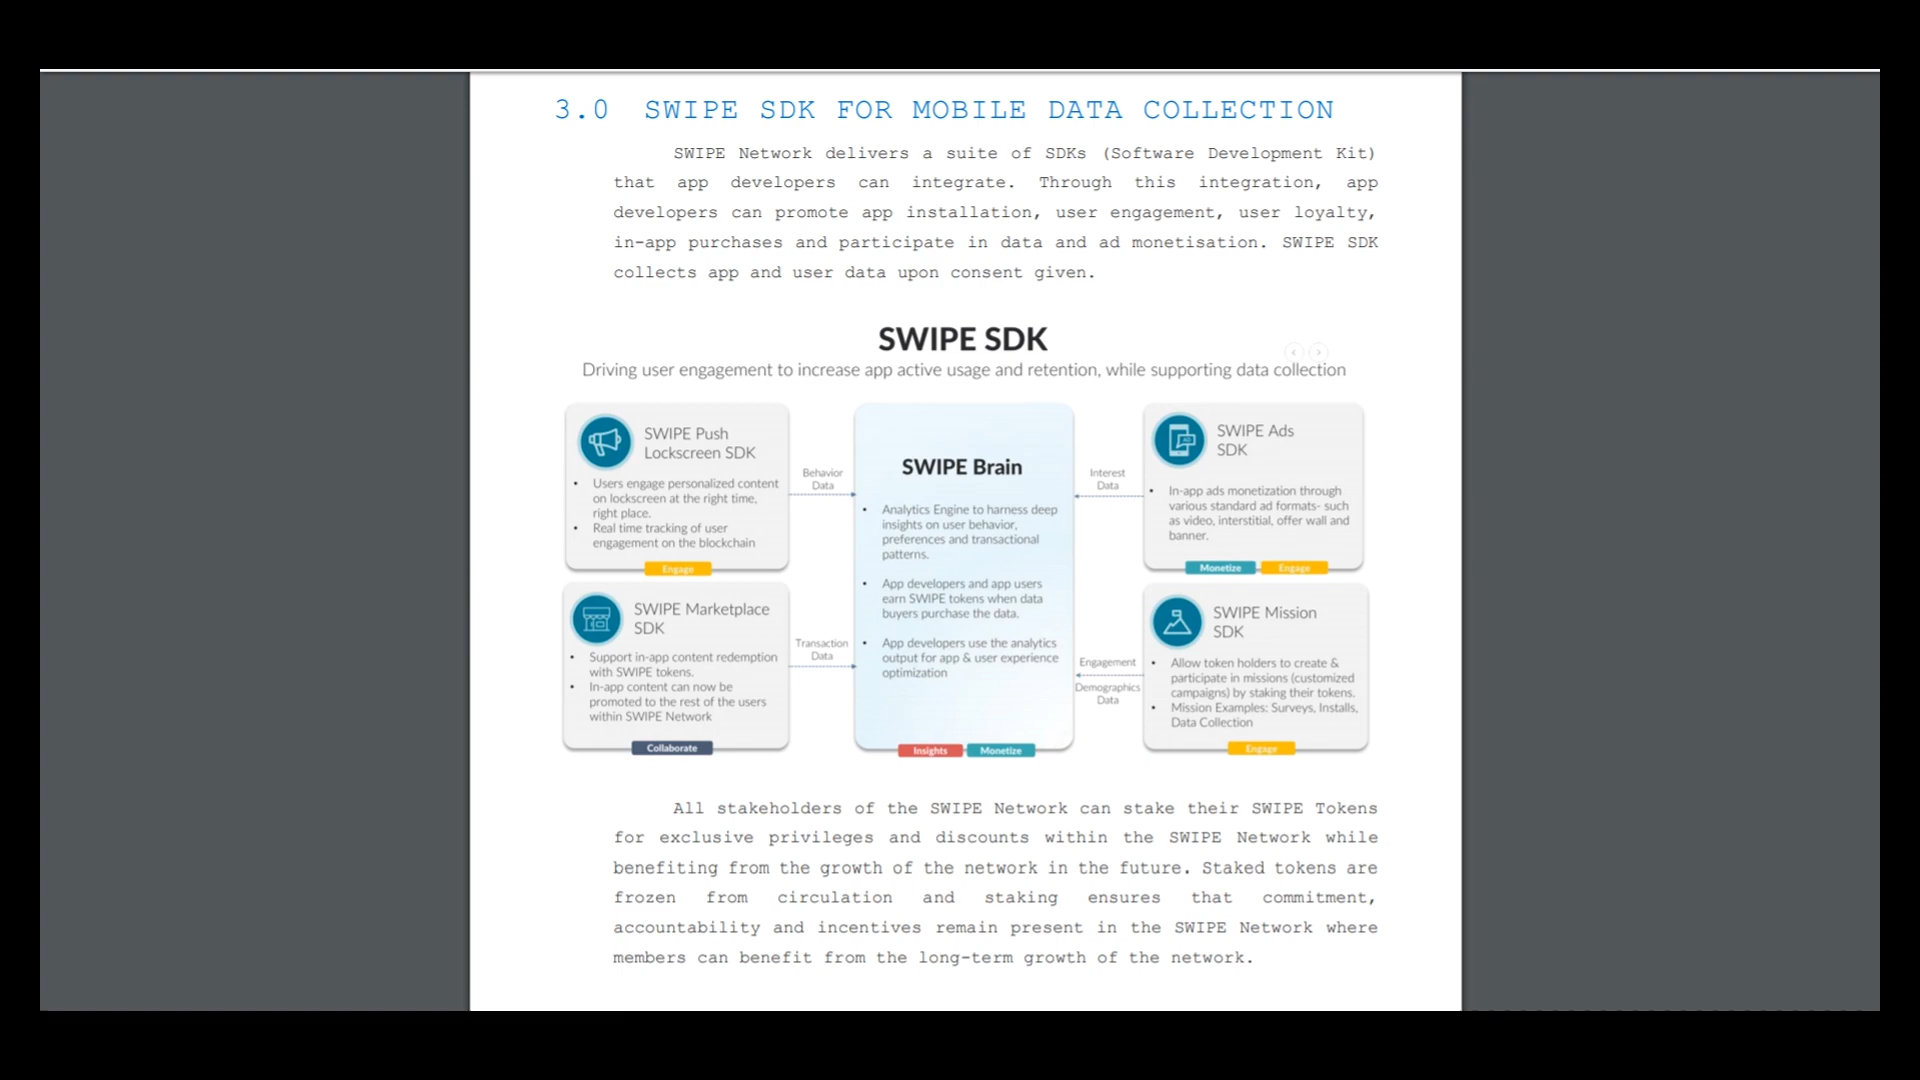 3.0 SWIPE SDK FOR MOBILE DATA COLLECTION
SWIPE Network delivers a suite of SDKs (Software Development Kit)
that app developers can integrate. Through this integration, app
developers can promote app installation, user engagement, user loyalty,
in-app purchases and participate in data and ad monetisation. SWIPE SDK
collects app and user data upon consent given.
SWIPE SDK
Driving user engagement to increase app active usage and retention, while supporting data collection
SWIPE Push
Lockscreen SDK
• Users engage personalized content
on lockscreen at the right time,
right place.
• Real time tracking of user
engagement on the blockchain
Engage
Behavior
Data
SWIPE Marketplace
SDK
• Support in-app content redemption
with SWIPE tokens.
• In-app content can now be
promoted to the rest of the users
within SWIPE Network
Collaborate
Transaction
Data
SWIPE Brain
• Analytics Engine to harness deep
insights on user behavior,
preferences and transactional
patterns.
• App developers and app users
earn SWIPE tokens when data
buyers purchase the data.
• App developers use the analytics
output for app & user experience
optimization
Insights
Monetize
Interest
Data
SWIPE Ads
SDK
• In-app ads monetization through
various standard ad formats- such
as video, interstitial, offer wall and
banner.
Monetize
Engage
Engagement
Demographics
Data
SWIPE Mission
SDK
• Allow token holders to create &
participate in missions (customized
campaigns) by staking their tokens.
• Mission Examples: Surveys, Installs,
Data Collection
Engage
All stakeholders of the SWIPE Network can stake their SWIPE Tokens
for exclusive privileges and discounts within the SWIPE Network while
benefiting from the growth of the network in the future. Staked tokens are
frozen from circulation and staking ensures that commitment,
accountability and incentives remain present in the SWIPE Network where
members can benefit from the long-term growth of the network.